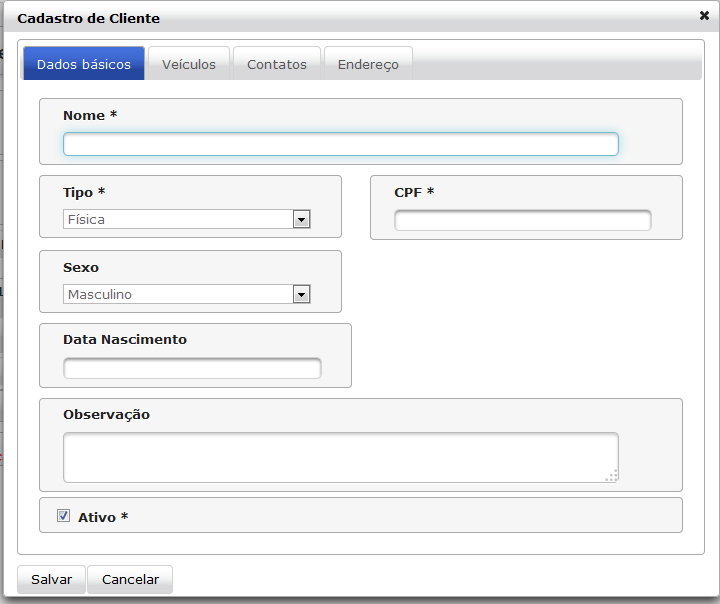 Cadastro de Cliente
Dados básicos Veículos Contatos Endereço
Nome *
Tipo * CPF *
Física
Sexo
Masculino
Data Nascimento
Observação
Ativo *
Salvar Cancelar